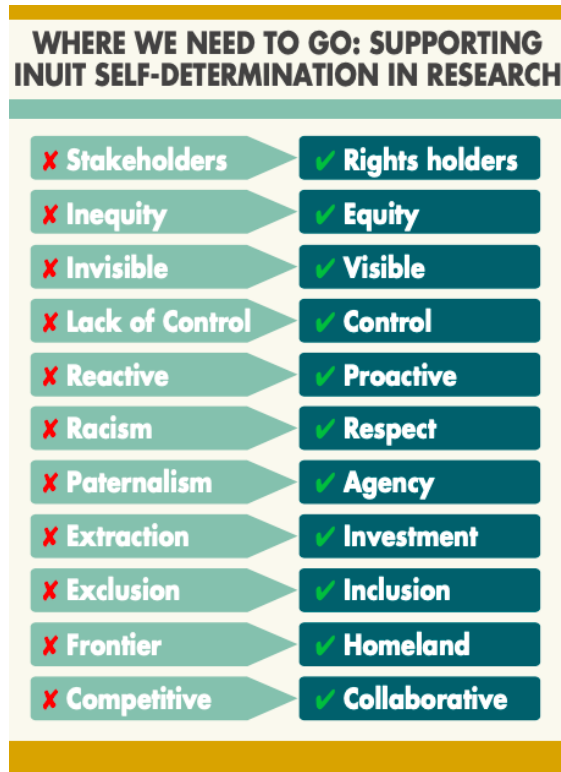 WHERE WE NEED TO GO: SUPPORTING
INUIT SELF-DETERMINATION IN RESEARCH
✘ Stakeholders ✔ Rights holders
✘ Inequity ✔ Equity
✘ Invisible ✔ Visible
✘ Lack of Control ✔ Control
✘ Reactive ✔ Proactive
✘ Racism ✔ Respect
✘ Paternalism ✔ Agency
✘ Extraction ✔ Investment
✘ Exclusion ✔ Inclusion
✘ Frontier ✔ Homeland
✘ Competitive ✔ Collaborative